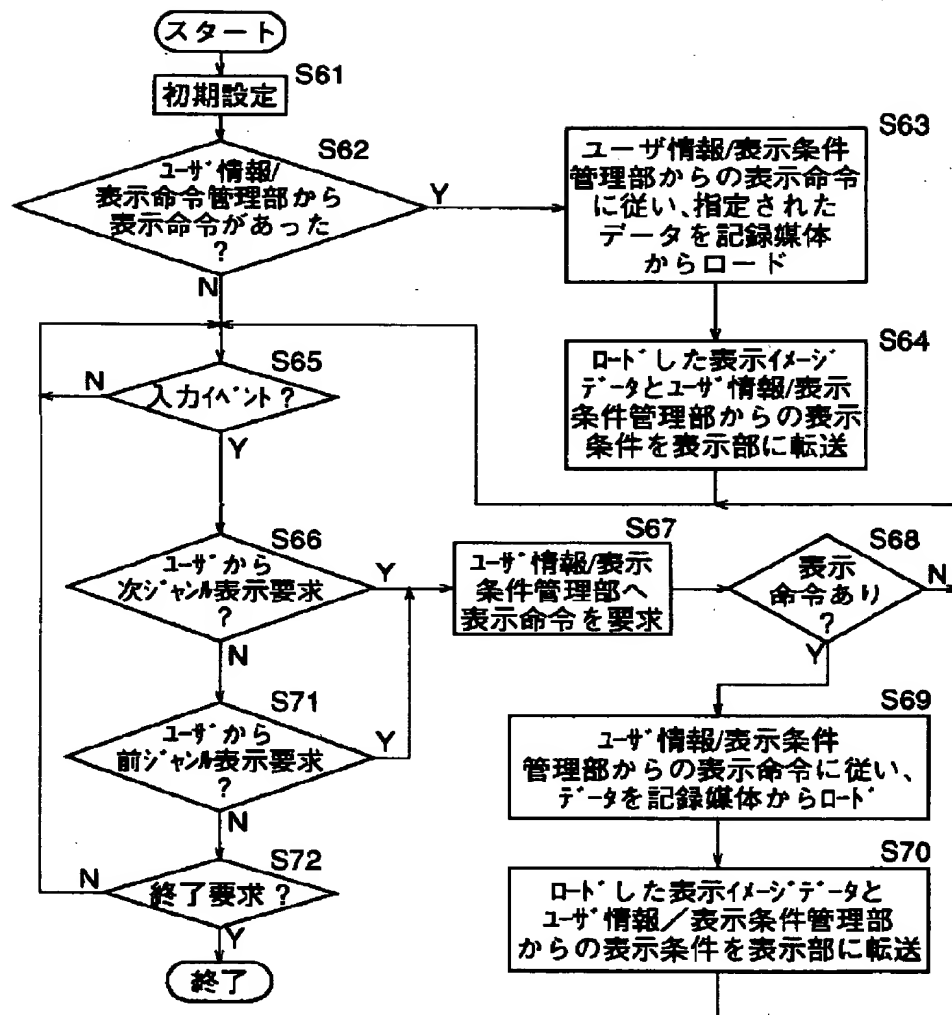 スタート
S61
初期設定
S62
ユーザ情報/
表示命令管理部から
表示命令があった
?
Y
N
S63
ユーザ情報/表示条件
管理部からの表示命令
に従い、指定された
データを記録媒体
からロード
S64
ロードした表示イメージ
データとユーザ情報/表示
条件管理部からの表示
条件を表示部に転送
S65
入力イベント?
N
Y
S66
ユーザから
次ジャンル表示要求
?
Y
N
S67
ユーザ情報/表示
条件管理部へ
表示命令を要求
S68
表示
命令あり
?
N
Y
S71
ユーザから
前ジャンル表示要求
?
Y
N
S69
ユーザ情報/表示条件
管理部からの表示命令に従い、
データを記録媒体からロード
S72
終了要求?
N
Y
S70
ロードした表示イメージデータと
ユーザ情報/表示条件管理部
からの表示条件を表示部に転送
終了